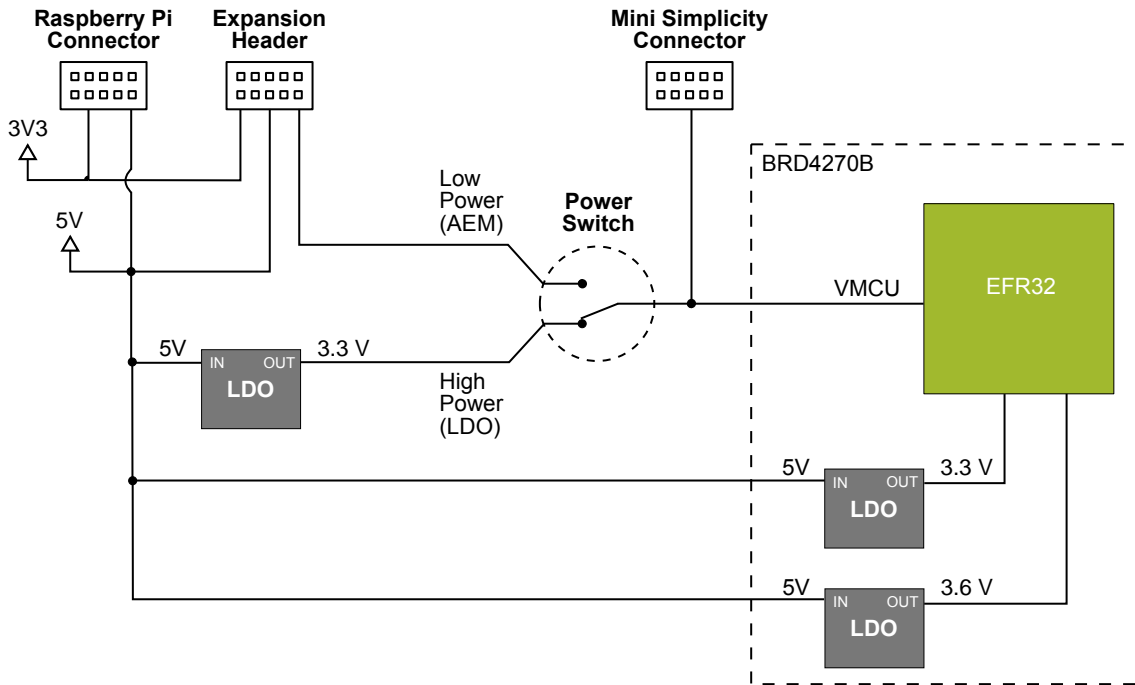 Raspberry Pi
Connector
Expansion
Header
Mini Simplicity
Connector
3V3
BRD4270B
Low
Power
(AEM)
Power
Switch
5V
VMCU
EFR32
5V
IN
OUT
LDO
3.3 V
High
Power
(LDO)
5V
IN
OUT
LDO
3.3 V
5V
IN
OUT
LDO
3.6 V